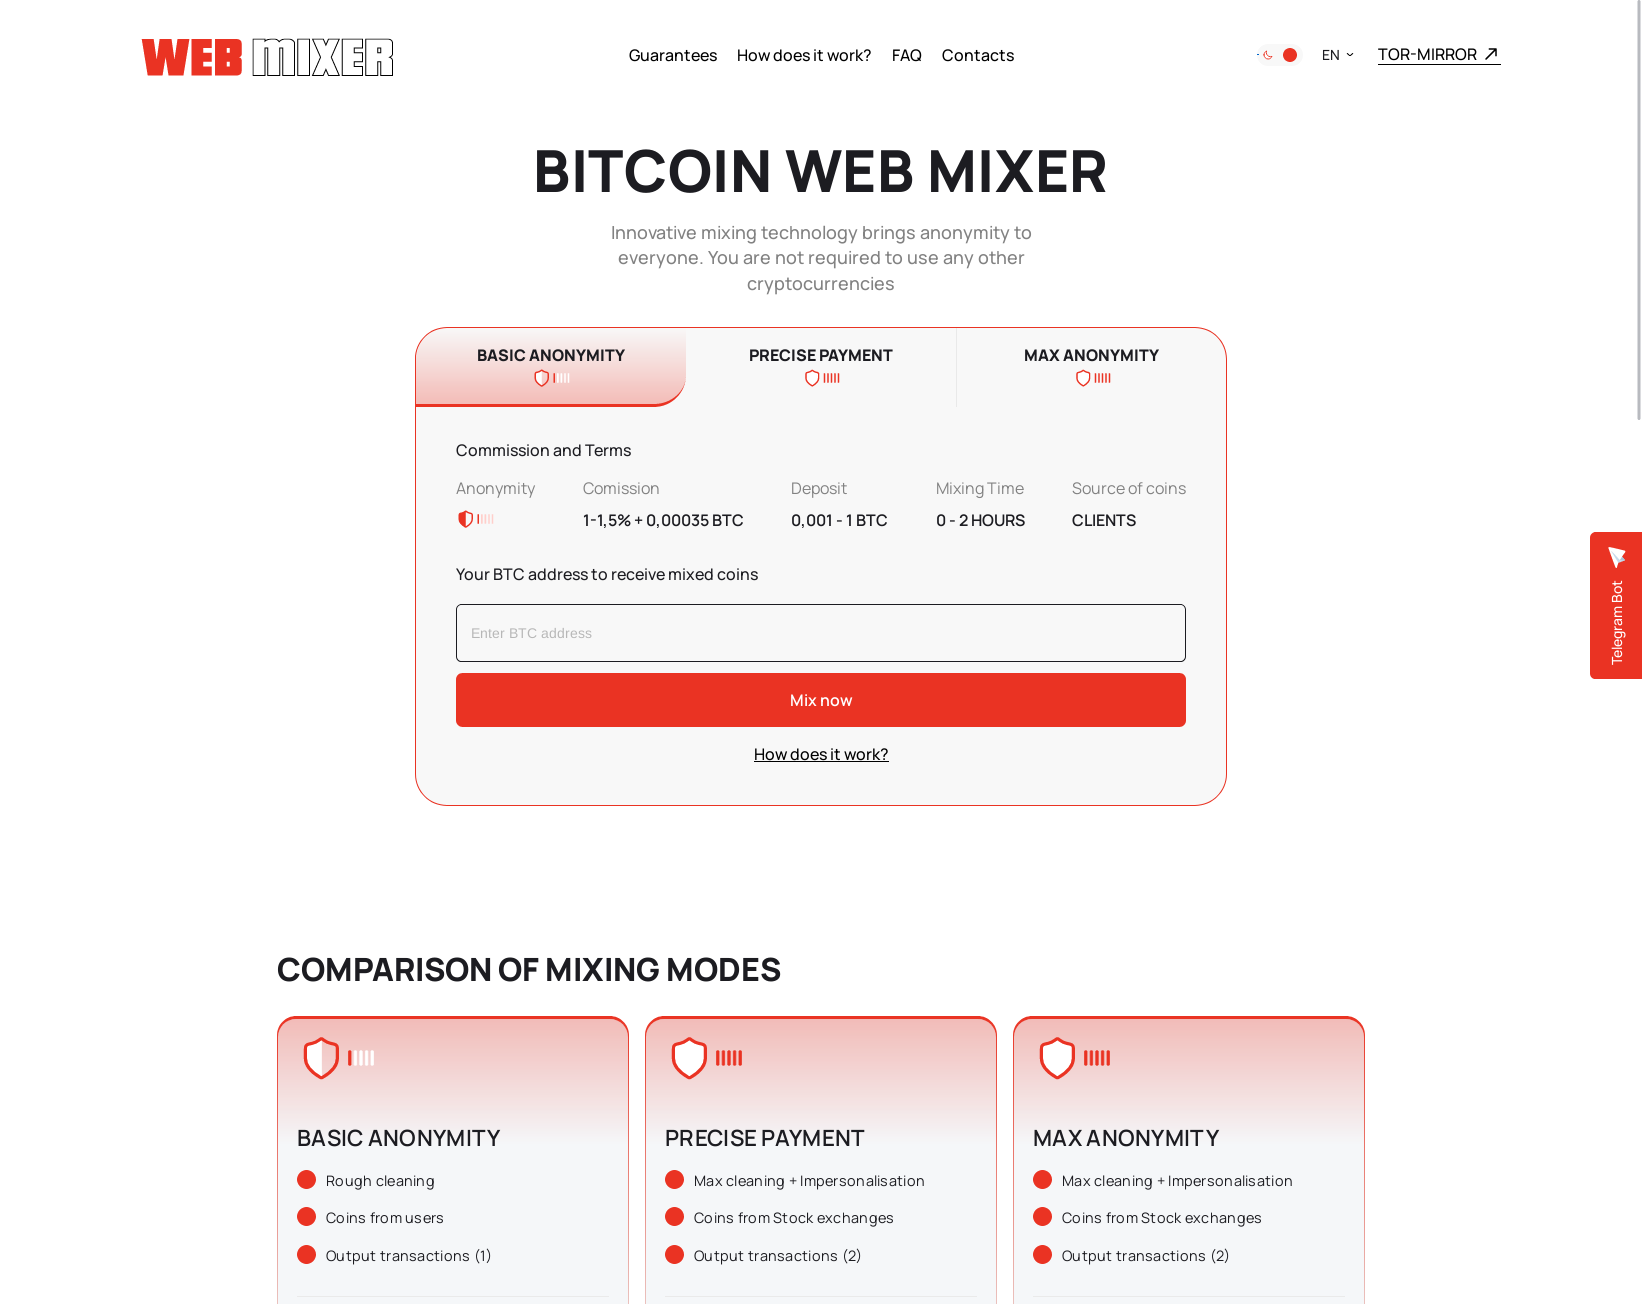 WEB MIXER
Guarantees
How does it work?
FAQ
Contacts
EN
TOR-MIRROR
BITCOIN WEB MIXER
Innovative mixing technology brings anonymity to
everyone. You are not required to use any other
cryptocurrencies
BASIC ANONYMITY
PRECISE PAYMENT
MAX ANONYMITY
Commission and Terms
Anonymity
Comission
Deposit
Mixing Time
Source of coins
1-1,5% + 0,00035 BTC
0,001 - 1 BTC
0 - 2 HOURS
CLIENTS
Your BTC address to receive mixed coins
Enter BTC address
Mix now
How does it work?
Telegram Bot
COMPARISON OF MIXING MODES
BASIC ANONYMITY
Rough cleaning
Coins from users
Output transactions (1)
PRECISE PAYMENT
Max cleaning + Impersonalisation
Coins from Stock exchanges
Output transactions (2)
MAX ANONYMITY
Max cleaning + Impersonalisation
Coins from Stock exchanges
Output transactions (2)